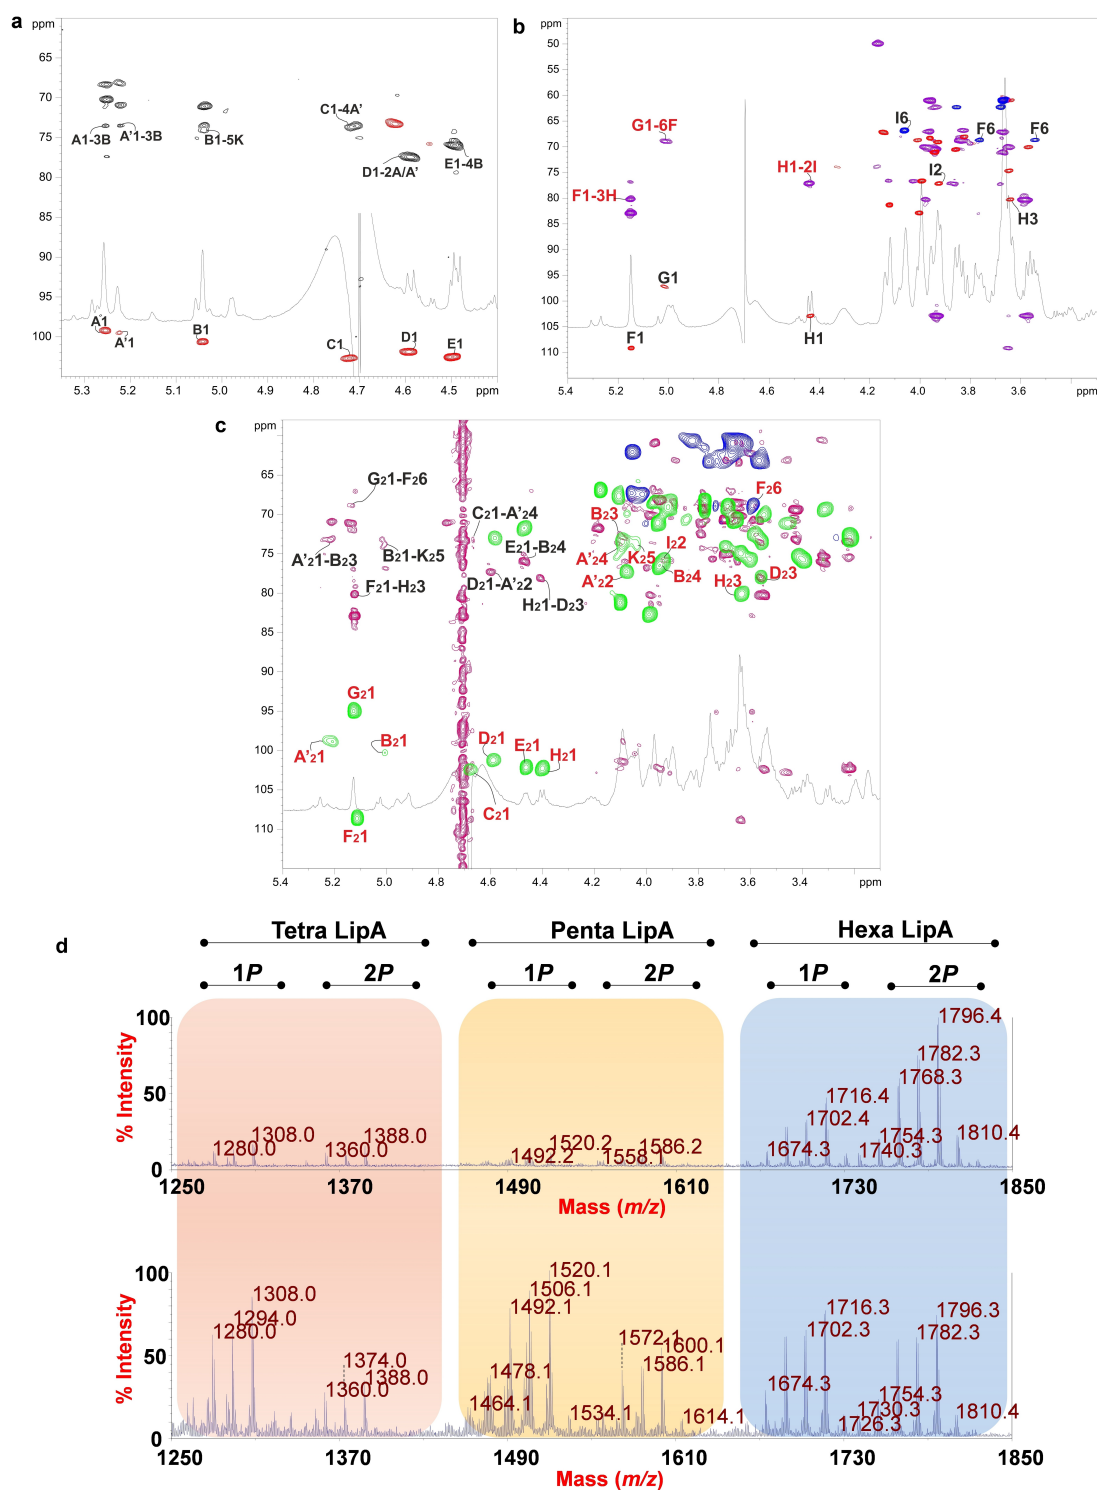 a
ppm
65
70
75
80
85
90
95
100
A1-3B
A'1-3B
B1-5K
C1-4A'
D1-2A/A'
E1-4B
A1
A'1
B1
C1
D1
E1
5.3
5.2
5.1
5.0
4.9
4.8
4.7
4.6
4.5
ppm
b
ppm
50
55
60
65
70
75
80
85
90
95
100
105
110
G1-6F
F1-3H
H1-2I
I6
F6
F6
I2
H3
G1
F1
H1
5.4
5.2
5.0
4.8
4.6
4.4
4.2
4.0
3.8
3.6
ppm
c
ppm
65
70
75
80
85
90
95
100
105
110
G₂1-F₂6
A'₂1-B₂3
B₂1-K₂5
F₂1-H₂3
C₂1-A'₂4
E₂1-B₂4
D₂1-A'₂2
H₂1-D₂3
B₂3
A'₂4
K₂5
A'₂2
I₂2
B₂4
F₂6
H₂3
D₂3
G₂1
A'₂1
B₂1
D₂1
E₂1
H₂1
C₂1
F₂1
5.4
5.2
5.0
4.8
4.6
4.4
4.2
4.0
3.8
3.6
3.4
ppm
d
Tetra LipA
Penta LipA
Hexa LipA
1P
2P
1P
2P
1P
2P
% Intensity
100
50
0
1280.0
1308.0
1360.0
1388.0
1492.2
1520.2
1558.1
1586.2
1674.3
1702.4
1716.4
1740.3
1754.3
1768.3
1782.3
1796.4
1810.4
1250
1370
1490
1610
1730
1850
Mass (m/z)
% Intensity
100
50
0
1280.0
1294.0
1308.0
1360.0
1374.0
1388.0
1464.1
1478.1
1492.1
1506.1
1520.1
1534.1
1572.1
1586.1
1600.1
1614.1
1674.3
1702.3
1716.3
1726.3
1730.3
1754.3
1782.3
1796.3
1810.4
1250
1370
1490
1610
1730
1850
Mass (m/z)